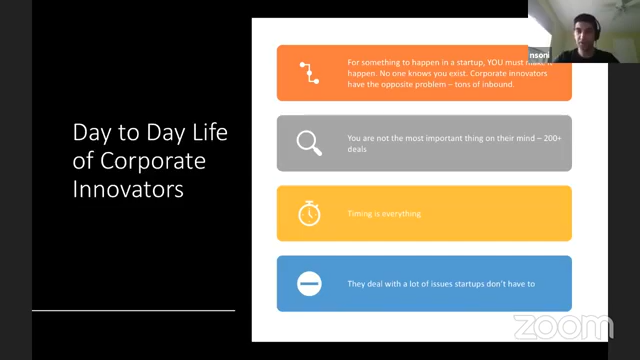 Day to Day Life
of Corporate
Innovators
For something to happen in a startup, YOU must make it
happen. No one knows you exist. Corporate innovators
have the opposite problem – tons of inbound.
You are not the most important thing on their mind – 200+
deals
Timing is everything
They deal with a lot of issues startups don't have to
zoom